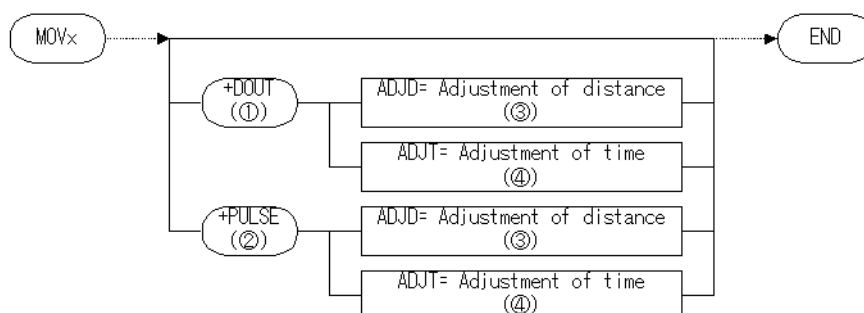 MOVx
END
+DOUT
(①)
ADJD= Adjustment of distance
(③)
ADJT= Adjustment of time
(④)
+PULSE
(②)
ADJD= Adjustment of distance
(③)
ADJT= Adjustment of time
(④)